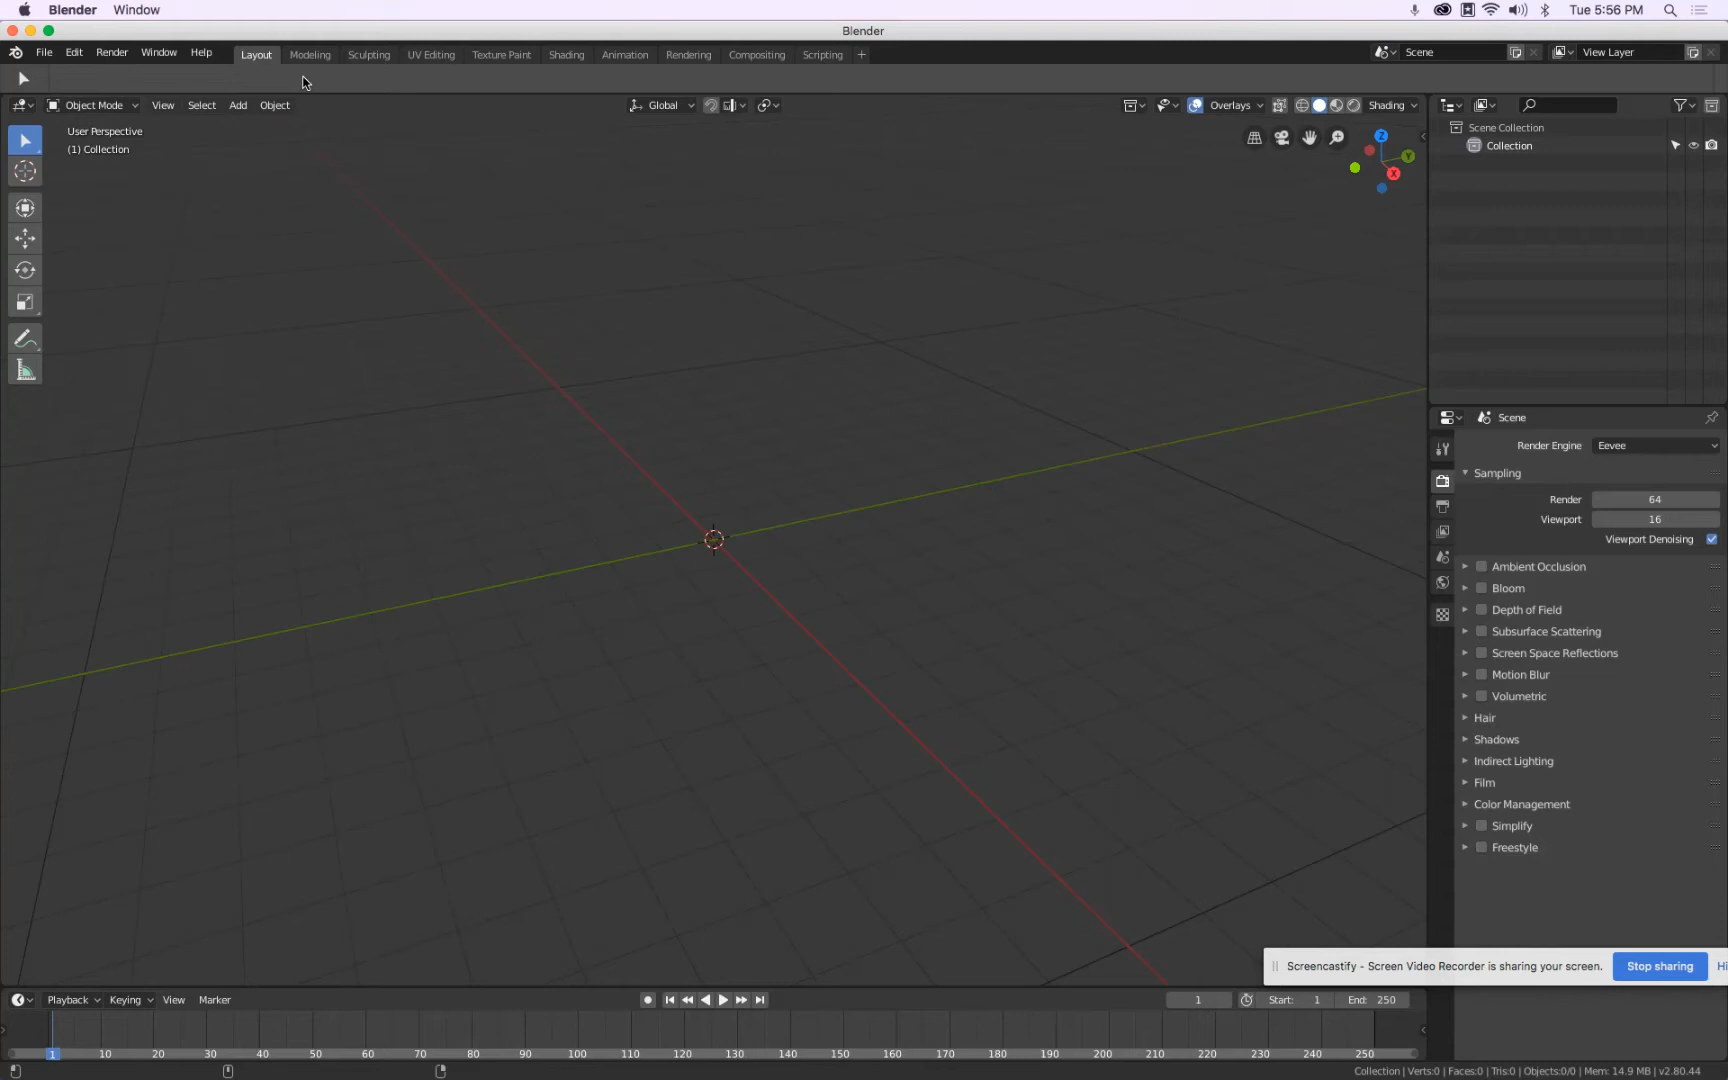 Blender Window Tue 5:56 PM
Blender
File Edit Render Window Help Layout Modeling Sculpting UV Editing Texture Paint Shading Animation Rendering Compositing Scripting + Scene View Layer
Object Mode View Select Add Object Global Overlays Shading
User Perspective
(1) Collection
Z
Y
X
Scene Collection
Collection
Scene
Render Engine Eevee
Sampling
Render 64
Viewport 16
Viewport Denoising
Ambient Occlusion
Bloom
Depth of Field
Subsurface Scattering
Screen Space Reflections
Motion Blur
Volumetric
Hair
Shadows
Indirect Lighting
Film
Color Management
Simplify
Freestyle
Screencastify - Screen Video Recorder is sharing your screen. Stop sharing Hi
Playback Keying View Marker 1 Start: 1 End: 250
1 10 20 30 40 50 60 70 80 90 100 110 120 130 140 150 160 170 180 190 200 210 220 230 240 250
Collection | Verts:0 | Faces:0 | Tris:0 | Objects:0/0 | Mem: 14.9 MB | v2.80.44